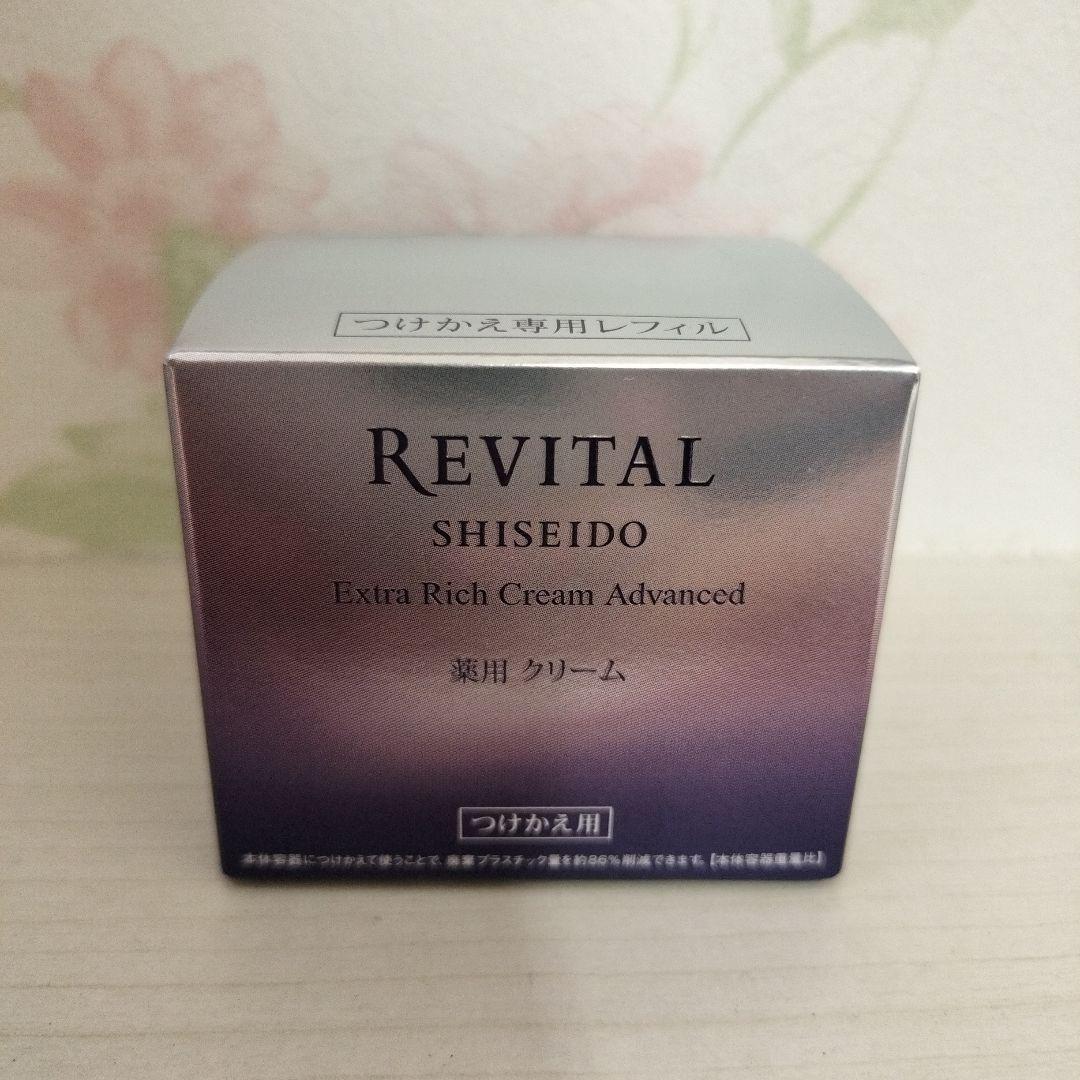 つけかえ専用レフィル
REVITAL
SHISEIDO
Extra Rich Cream Advanced
薬用 クリーム
つけかえ用
本体容器につけかえて使うことで、廃棄プラスチック量を約86%削減できます。【本体容器重量比】